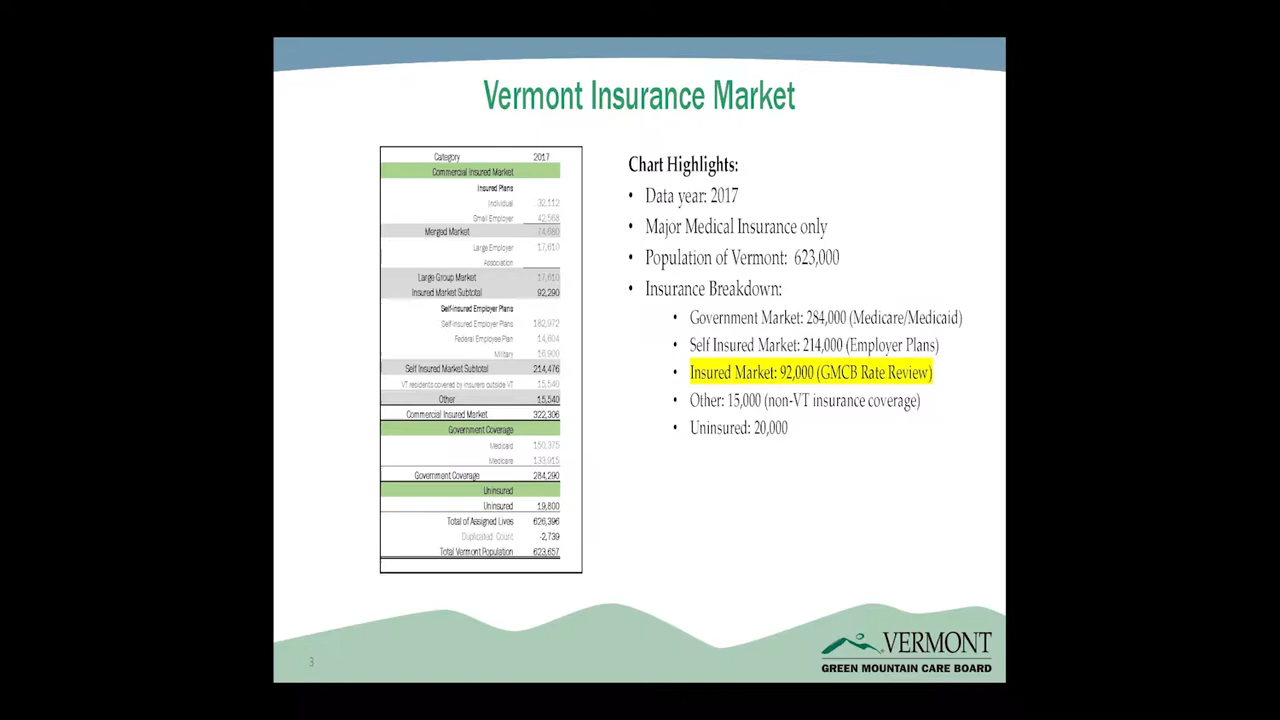 Vermont Insurance Market
Category 2017
Commercial Insured Market
Insured Plans
Individual 32,112
Small Employer 42,568
Merged Market 74,680
Large Employer 17,610
Association
Large Group Market 17,610
Insured Market Subtotal 92,290
Self-Insured Employer Plans
Self-Insured Employer Plans 182,972
Federal Employee Plan 14,604
Military 16,900
Self Insured Market Subtotal 214,476
VT residents covered by insurers outside VT 15,540
Other 15,540
Commercial Insured Market 322,306
Government Coverage
Medicaid 150,375
Medicare 133,915
Government Coverage 284,290
Uninsured
Uninsured 19,800
Total of Assigned Lives 626,396
Duplicated Count -2,739
Total Vermont Population 623,657
Chart Highlights:
• Data year: 2017
• Major Medical Insurance only
• Population of Vermont: 623,000
• Insurance Breakdown:
• Government Market: 284,000 (Medicare/Medicaid)
• Self Insured Market: 214,000 (Employer Plans)
• Insured Market: 92,000 (GMCB Rate Review)
• Other: 15,000 (non-VT insurance coverage)
• Uninsured: 20,000
3
VERMONT
GREEN MOUNTAIN CARE BOARD